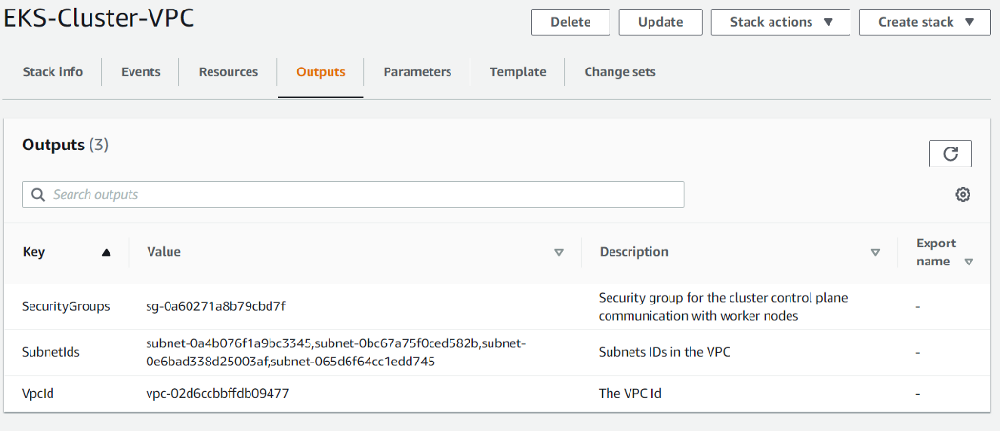 EKS-Cluster-VPC
Delete
Update
Stack actions
Create stack
Stack info
Events
Resources
Outputs
Parameters
Template
Change sets
Outputs (3)
Search outputs
Key
Value
Description
Export
name
SecurityGroups
sg-0a60271a8b79cbd7f
Security group for the cluster control plane
communication with worker nodes
-
SubnetIds
subnet-0a4b076f1a9bc3345,subnet-0bc67a75f0ced582b,subnet-
0e6bad338d25003af,subnet-065d6f64cc1edd745
Subnets IDs in the VPC
-
VpcId
vpc-02d6ccbbffdb09477
The VPC Id
-